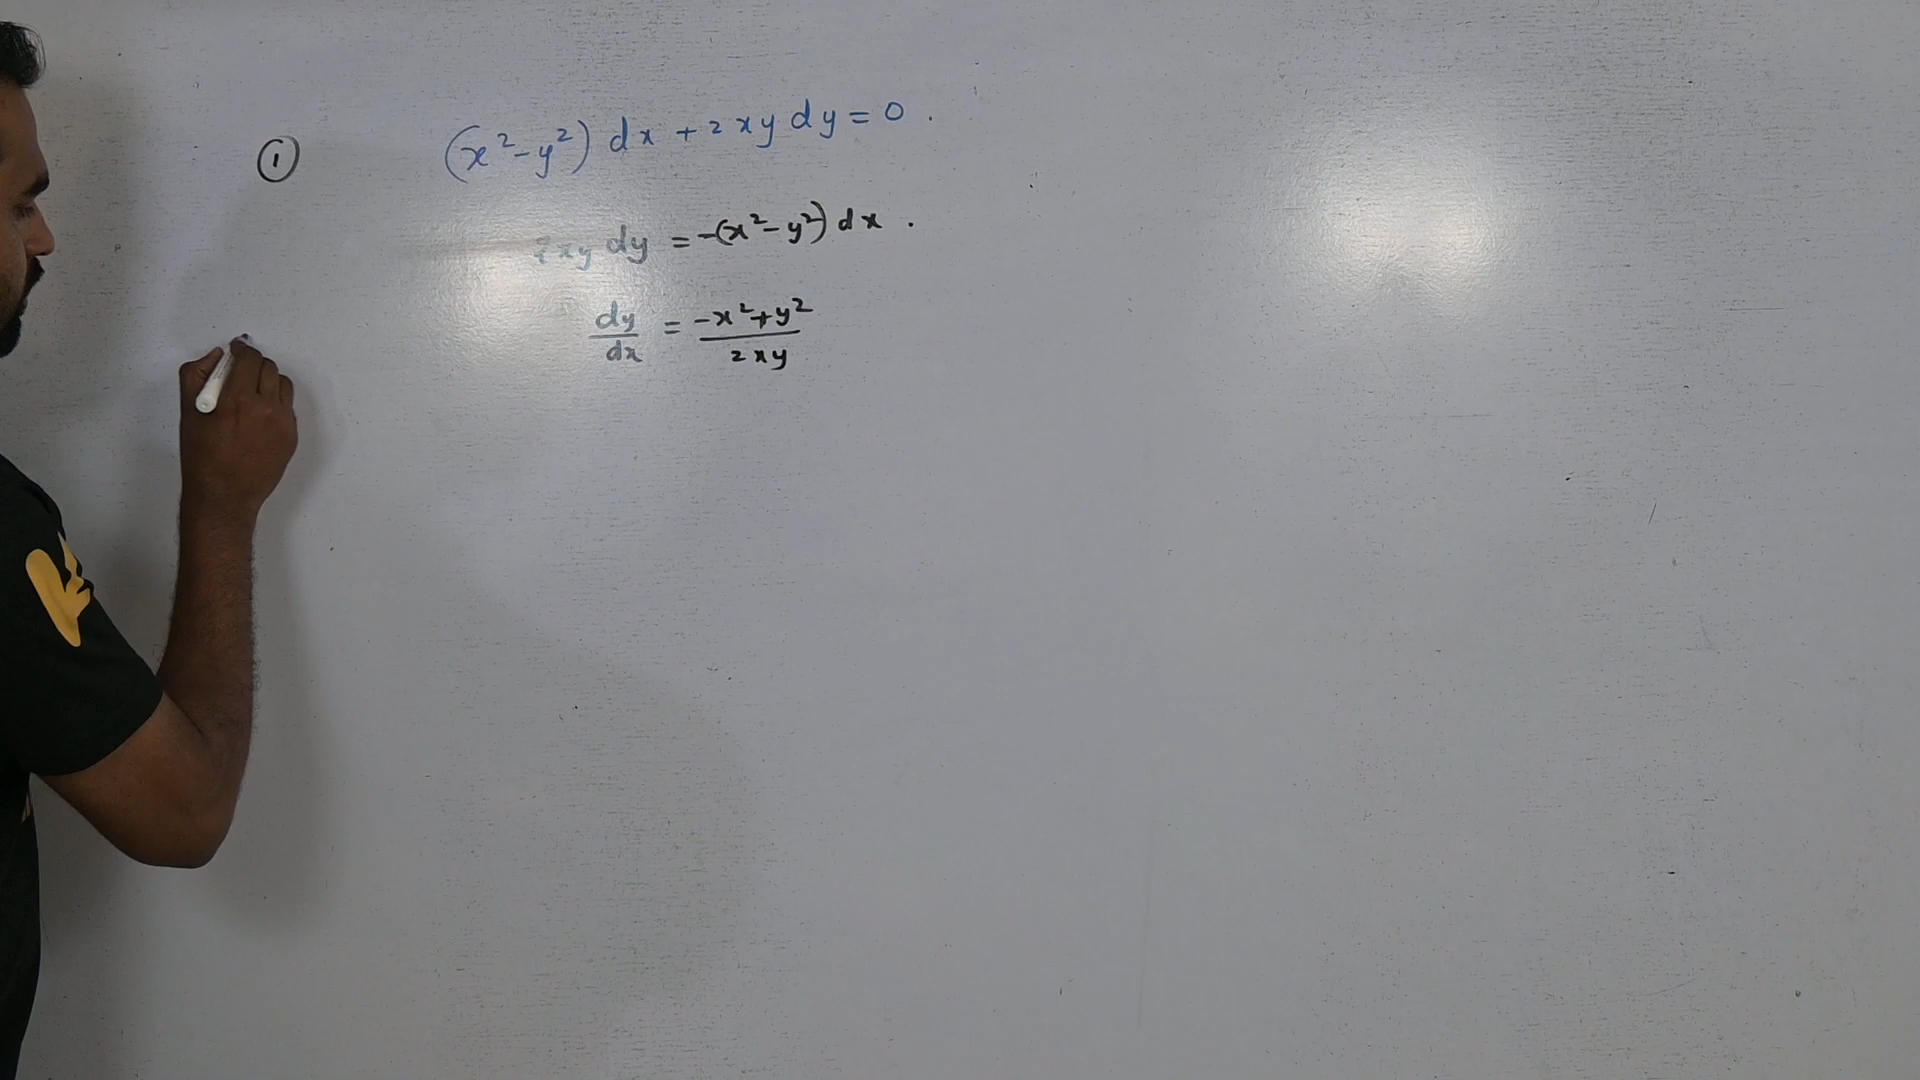 ① (x²-y²) dx + 2xy dy = 0 .
2xy dy = -(x²-y²) dx .
dy/dx = (-x²+y²)/2xy